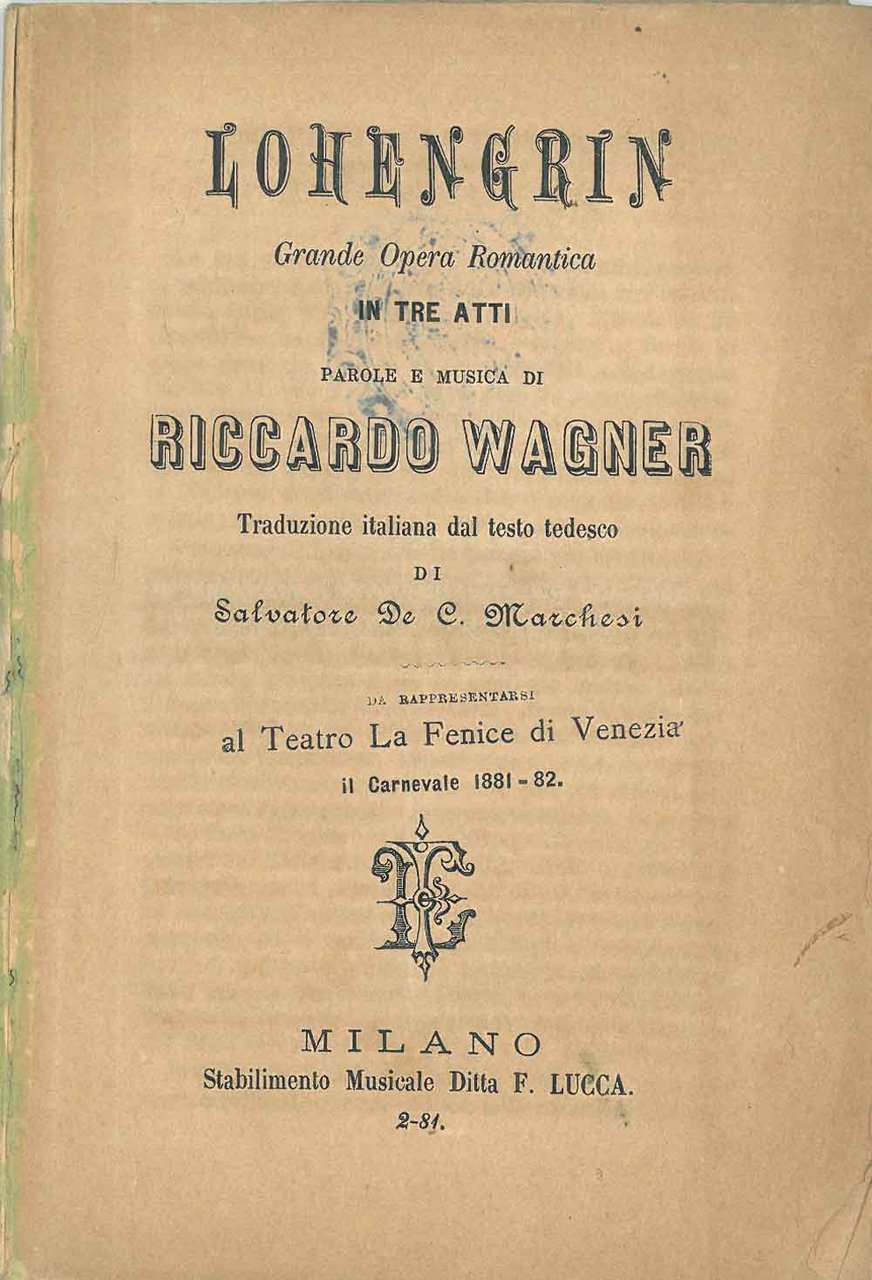 LOHENGRIN
Grande Opera Romantica
IN TRE ATTI
PAROLE E MUSICA DI
RICCARDO WAGNER
Traduzione italiana dal testo tedesco
DI
Salvatore De C. Marchesi
DA RAPPRESENTARSI
al Teatro La Fenice di Venezia
il Carnevale 1881-82.
MILANO
Stabilimento Musicale Ditta F. LUCCA.
2-81.